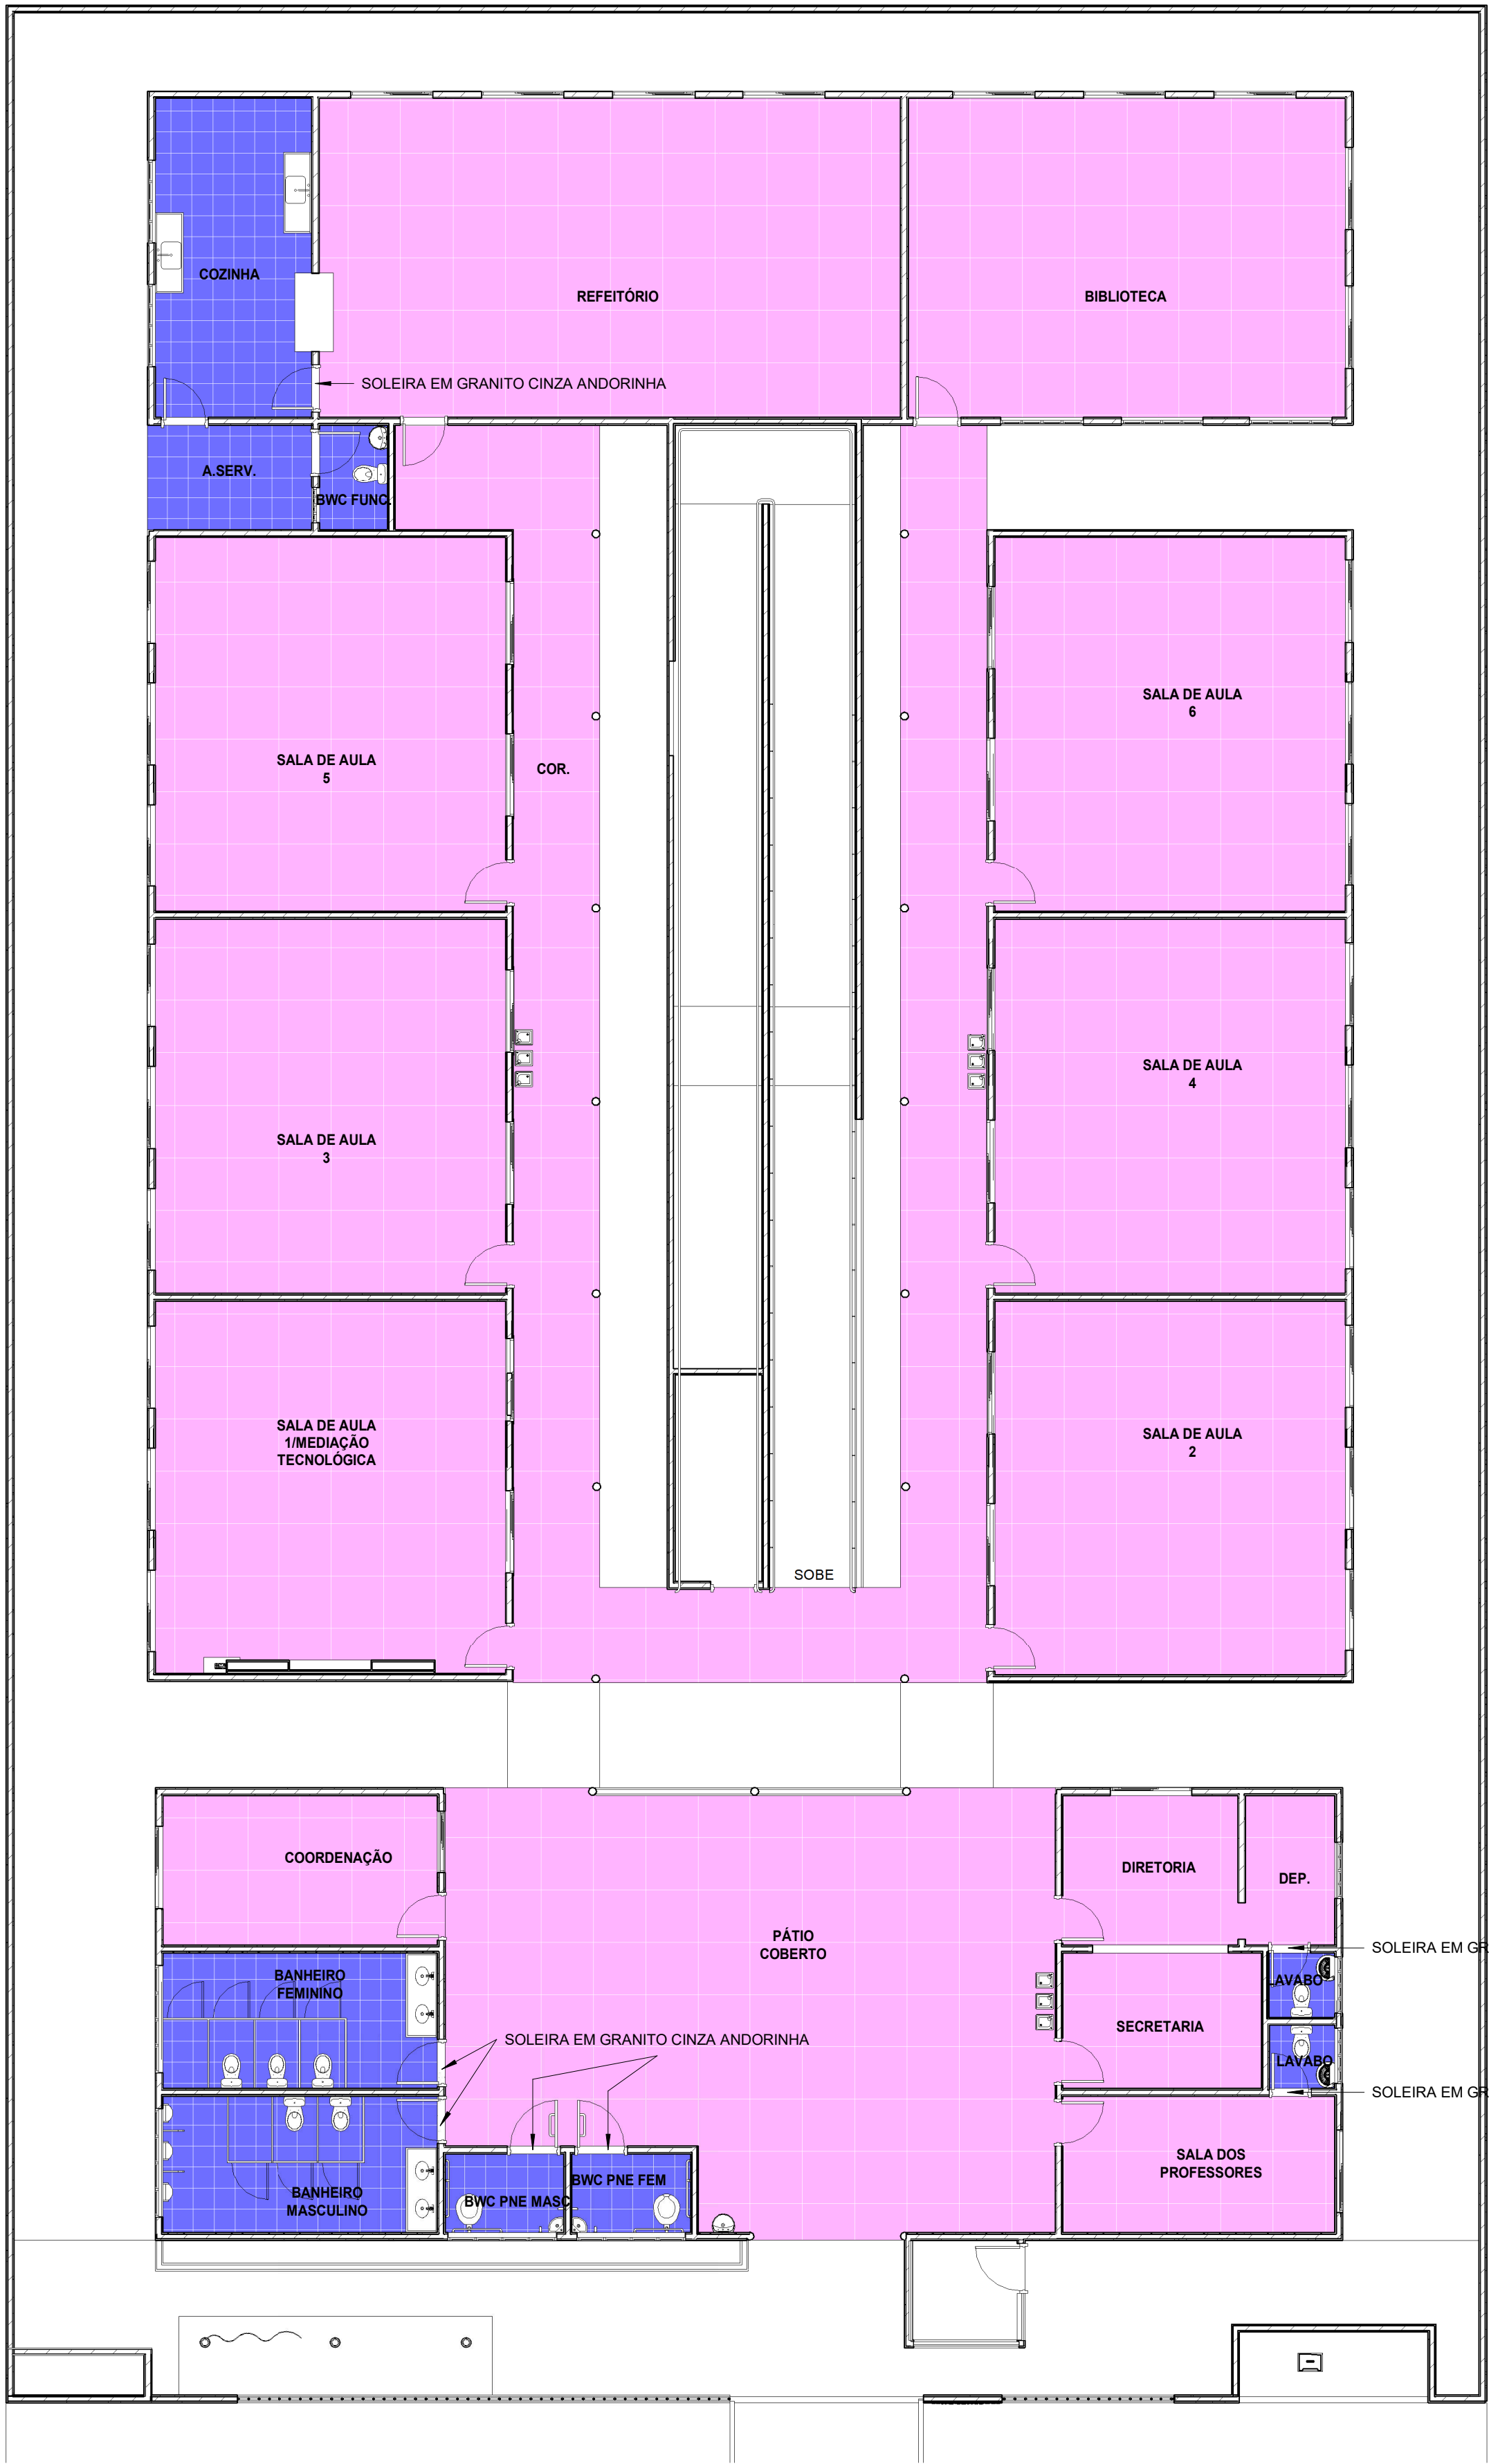 COZINHA
REFEITÓRIO
BIBLIOTECA
SOLEIRA EM GRANITO CINZA ANDORINHA
A.SERV.
BWC FUNC.
SALA DE AULA
6
SALA DE AULA
5
COR.
SALA DE AULA
4
SALA DE AULA
3
SALA DE AULA
1/MEDIAÇÃO
TECNOLÓGICA
SALA DE AULA
2
SOBE
COORDENAÇÃO
DIRETORIA
DEP.
PÁTIO
COBERTO
SOLEIRA EM GR
BANHEIRO
FEMININO
LAVABO
SECRETARIA
SOLEIRA EM GRANITO CINZA ANDORINHA
LAVABO
SOLEIRA EM GR
SALA DOS
PROFESSORES
BWC PNE FEM
BWC PNE MASC
BANHEIRO
MASCULINO